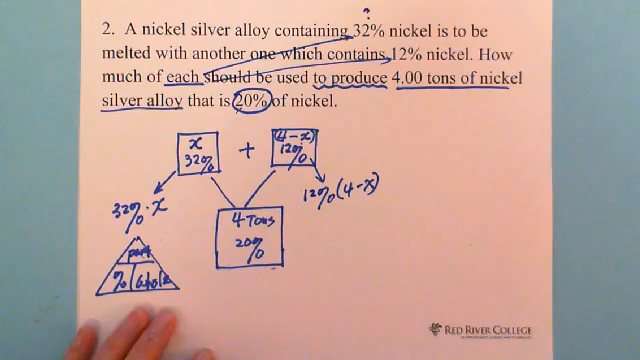 ?
2. A nickel silver alloy containing 32% nickel is to be
melted with another one which contains 12% nickel. How
much of each should be used to produce 4.00 tons of nickel
silver alloy that is 20% of nickel.
x
32%
+
(4-x)
12%
32%·x
12%(4-x)
4 Tons
20%
part
% whole
RED RIVER COLLEGE